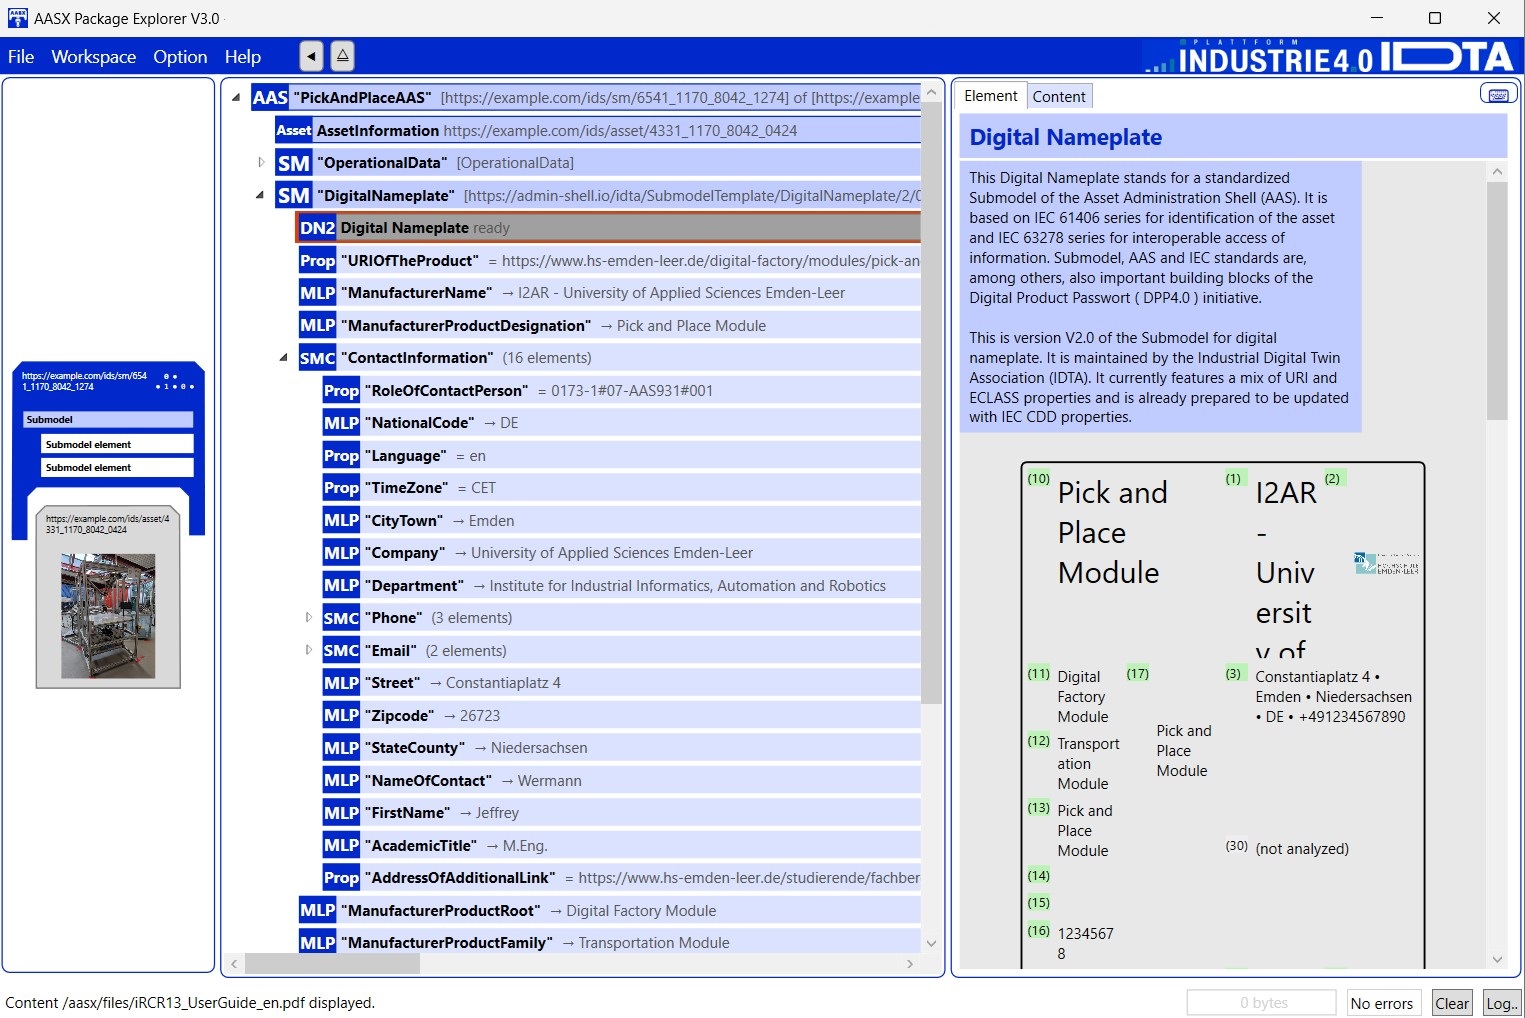 AASX Package Explorer V3.0
File Workspace Option Help
PLATTFORM
INDUSTRIE4.0 IDTA
https://example.com/ids/sm/654
1_1170_8042_1274
Submodel
Submodel element
Submodel element
https://example.com/ids/asset/4
331_1170_8042_0424
AAS "PickAndPlaceAAS" [https://example.com/ids/sm/6541_1170_8042_1274] of [https://example
Asset AssetInformation https://example.com/ids/asset/4331_1170_8042_0424
SM "OperationalData" [OperationalData]
SM "DigitalNameplate" [https://admin-shell.io/idta/SubmodelTemplate/DigitalNameplate/2/0
DN2 Digital Nameplate ready
Prop "URIOfTheProduct" = https://www.hs-emden-leer.de/digital-factory/modules/pick-an
MLP "ManufacturerName" → I2AR - University of Applied Sciences Emden-Leer
MLP "ManufacturerProductDesignation" → Pick and Place Module
SMC "ContactInformation" (16 elements)
Prop "RoleOfContactPerson" = 0173-1#07-AAS931#001
MLP "NationalCode" → DE
Prop "Language" = en
Prop "TimeZone" = CET
MLP "CityTown" → Emden
MLP "Company" → University of Applied Sciences Emden-Leer
MLP "Department" → Institute for Industrial Informatics, Automation and Robotics
SMC "Phone" (3 elements)
SMC "Email" (2 elements)
MLP "Street" → Constantiaplatz 4
MLP "Zipcode" → 26723
MLP "StateCounty" → Niedersachsen
MLP "NameOfContact" → Wermann
MLP "FirstName" → Jeffrey
MLP "AcademicTitle" → M.Eng.
Prop "AddressOfAdditionalLink" = https://www.hs-emden-leer.de/studierende/fachber
MLP "ManufacturerProductRoot" → Digital Factory Module
MLP "ManufacturerProductFamily" → Transportation Module
Element Content
Digital Nameplate
This Digital Nameplate stands for a standardized
Submodel of the Asset Administration Shell (AAS). It is
based on IEC 61406 series for identification of the asset
and IEC 63278 series for interoperable access of
information. Submodel, AAS and IEC standards are,
among others, also important building blocks of the
Digital Product Passwort ( DPP4.0 ) initiative.
This is version V2.0 of the Submodel for digital
nameplate. It is maintained by the Industrial Digital Twin
Association (IDTA). It currently features a mix of URI and
ECLASS properties and is already prepared to be updated
with IEC CDD properties.
(10) Pick and
Place
Module
(1) I2AR
-
Univ
ersit
y of
(2)
HOCHSCHULE
EMDEN-LEER
(11) Digital
Factory
Module
(17)
Pick and
Place
Module
(3) Constantiaplatz 4 •
Emden • Niedersachsen
• DE • +491234567890
(12) Transport
ation
Module
(13) Pick and
Place
Module
(30) (not analyzed)
(14)
(15)
(16) 1234567
8
Content /aasx/files/iRCR13_UserGuide_en.pdf displayed.
0 bytes No errors Clear Log..